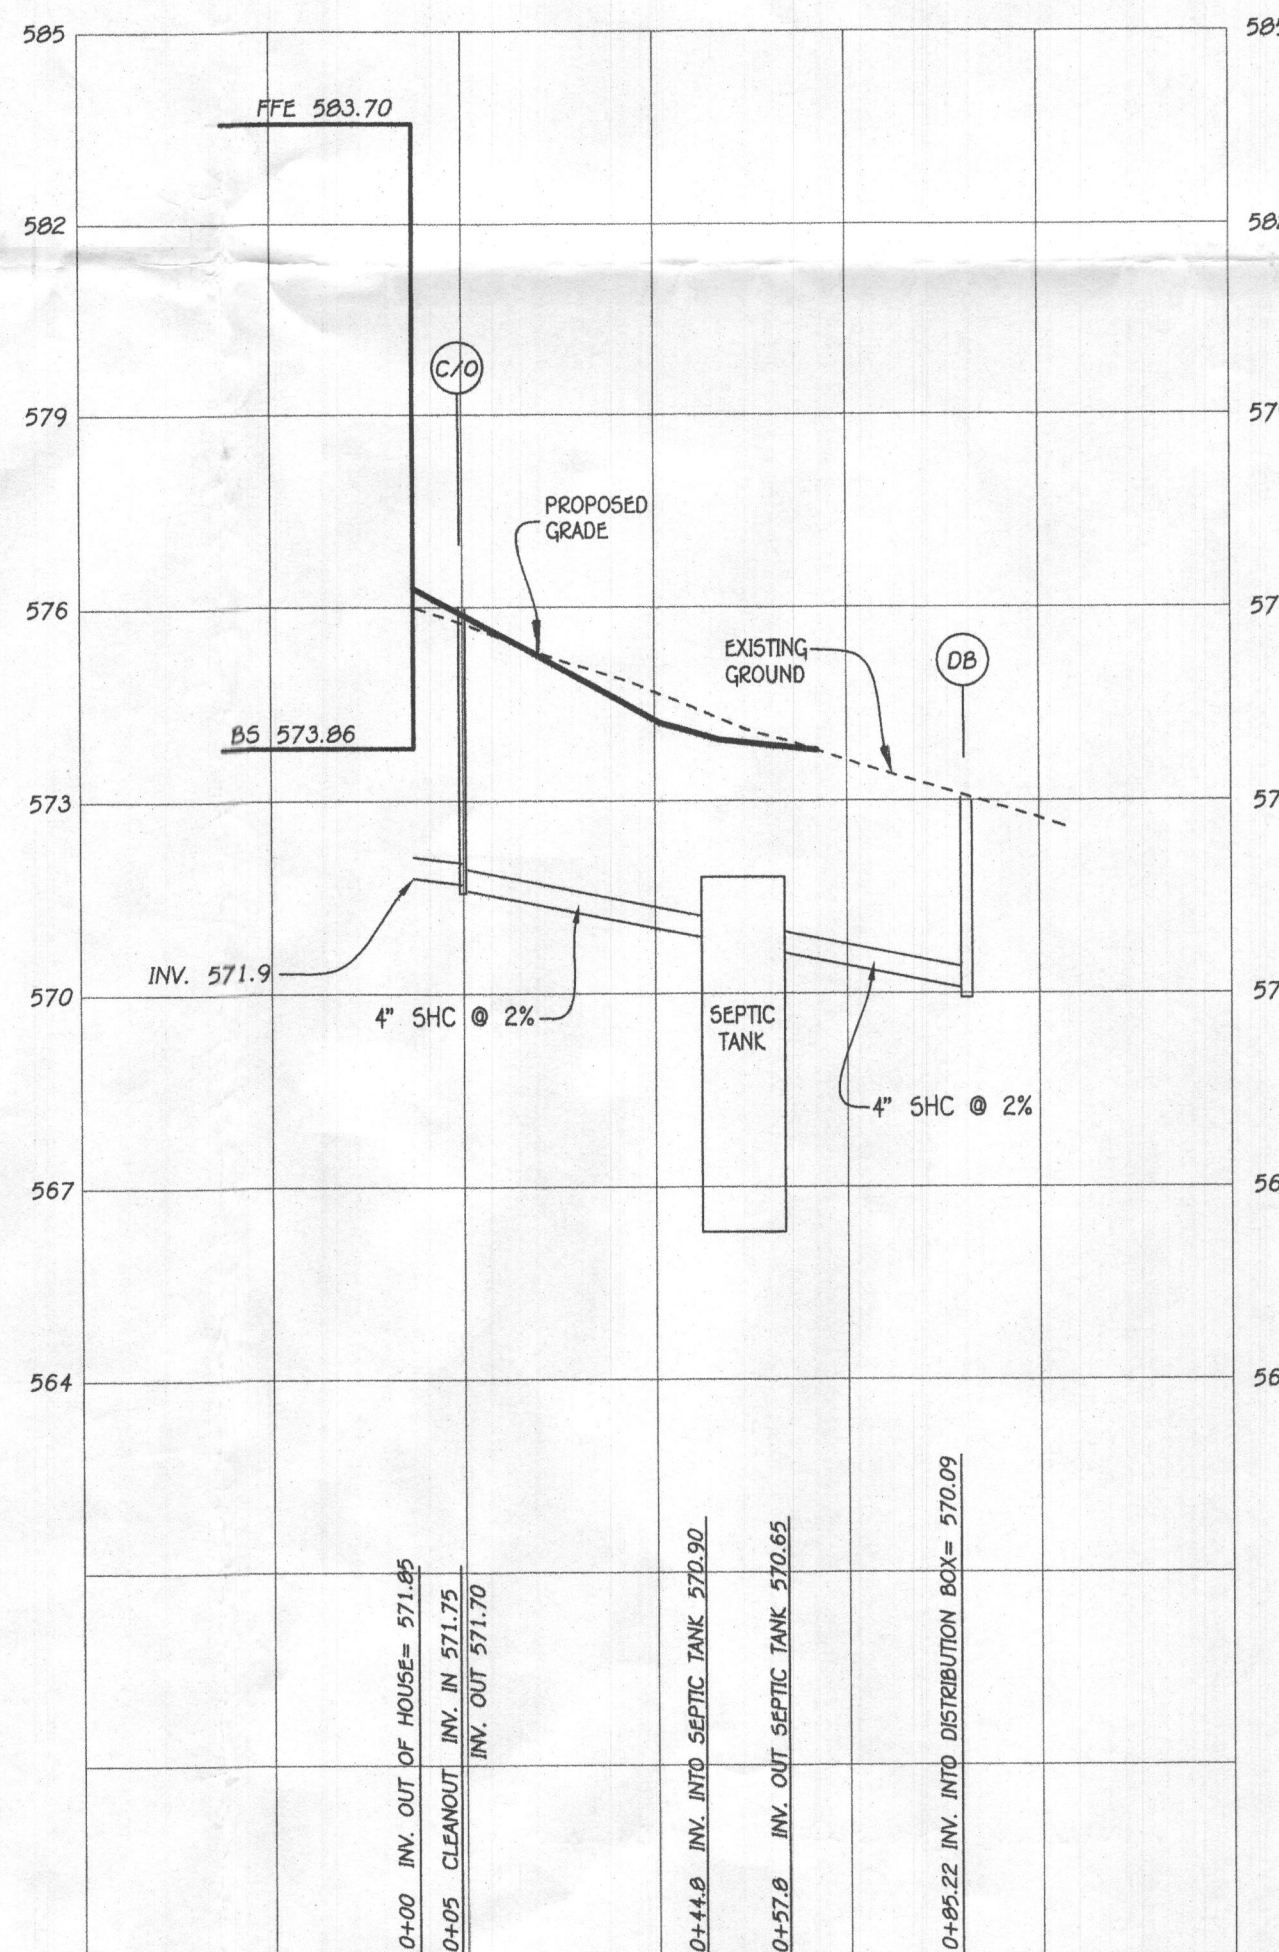 585
585
FFE 583.70
582
582
C/O
579
PROPOSED
GRADE
576
EXISTING
GROUND
DB
BS 573.86
573
INV. 571.9
570
4" SHC @ 2%
SEPTIC
TANK
4" SHC @ 2%
567
564
0+00 INV. OUT OF HOUSE= 571.85
0+05 CLEANOUT INV. IN 571.75
INV. OUT 571.70
0+44.8 INV. INTO SEPTIC TANK 570.90
0+57.8 INV. OUT SEPTIC TANK 570.65
0+85.22 INV. INTO DISTRIBUTION BOX= 570.09